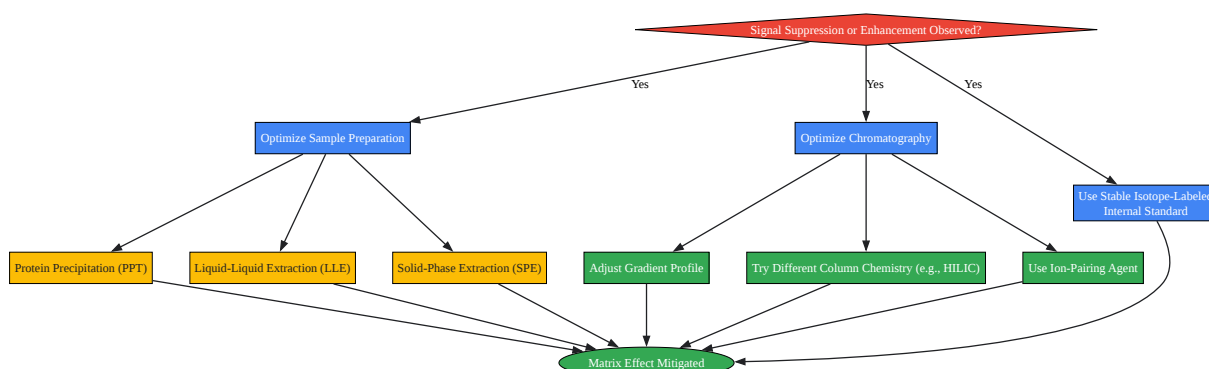 Signal Suppression or Enhancement Observed?
Yes
Yes
Yes
Optimize Sample Preparation
Optimize Chromatography
Use Stable Isotope-Labeled
Internal Standard
Protein Precipitation (PPT)
Liquid-Liquid Extraction (LLE)
Solid-Phase Extraction (SPE)
Adjust Gradient Profile
Try Different Column Chemistry (e.g., HILIC)
Use Ion-Pairing Agent
Matrix Effect Mitigated